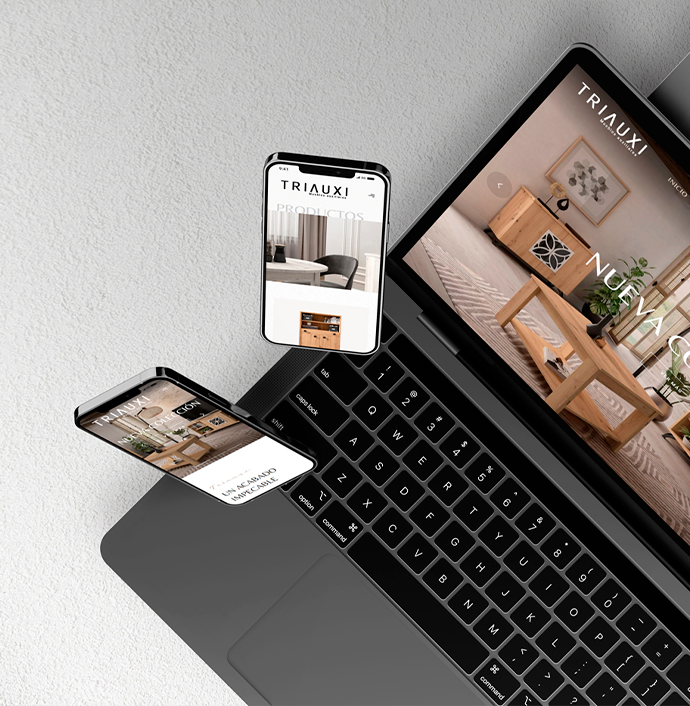 TRIAUXI
INICIO
NUEVA CO
9:41
TRIAUXI
PRODUCTOS
TRIAUXI
NUEVA COLECCIÓN
UN ACABADO
IMPECABLE
tab
caps lock
shift
option
command
! 1 @ 2 # 3 $ 4 % 5 ^ 6 & 7 * 8 ( 9 ) 0 _ - + =
Q W E R T Y U I O P { [ } ]
A S D F G H J K L : ;
Z X C V B N M < , > .
⌥ ⌘
⌘
command